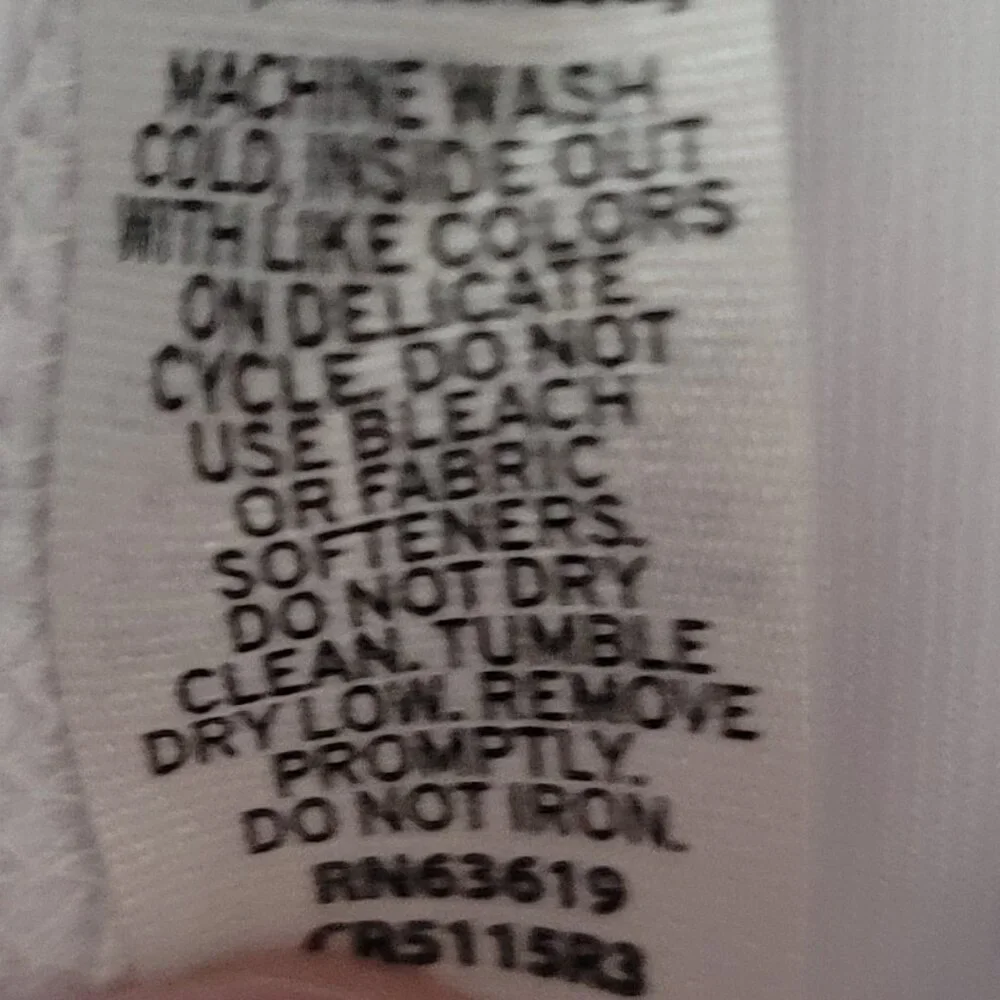 MACHINE WASH
COLD, INSIDE OUT
WITH LIKE COLORS
ON DELICATE
CYCLE. DO NOT
USE BLEACH
OR FABRIC
SOFTENERS.
DO NOT DRY
CLEAN. TUMBLE
DRY LOW. REMOVE
PROMPTLY.
DO NOT IRON.
RN63619
CR5115R3